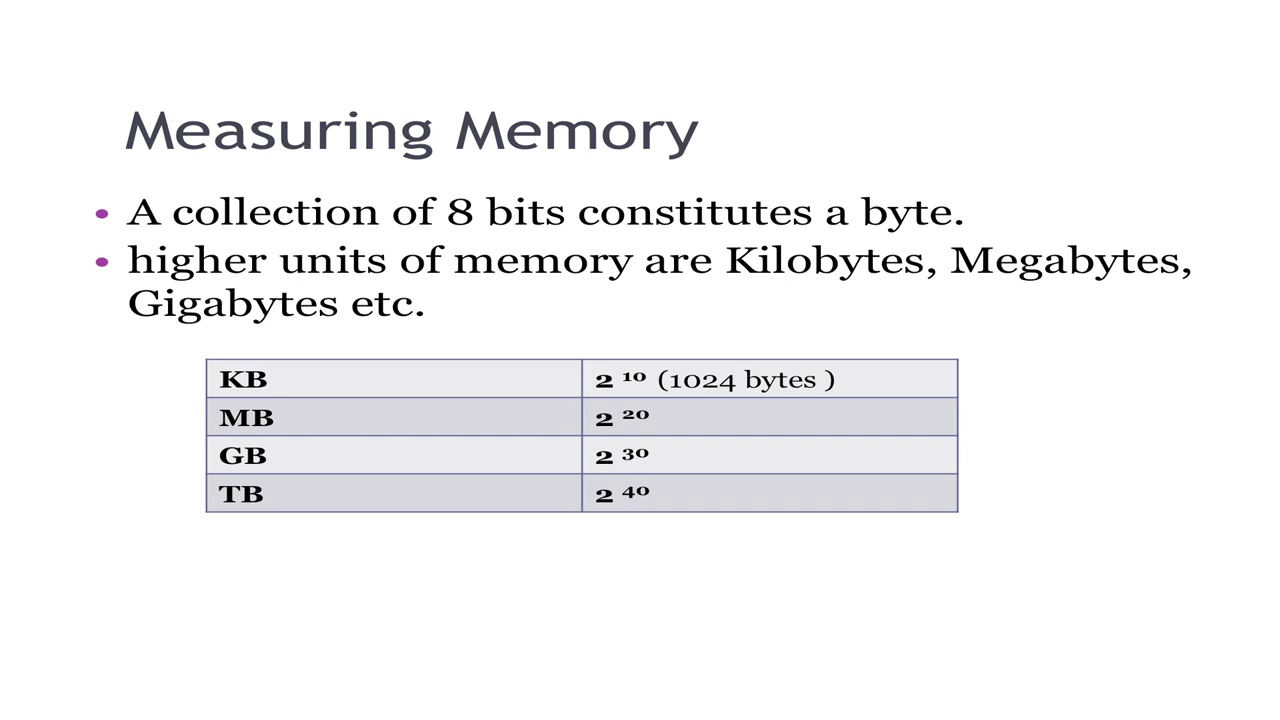 Measuring Memory
• A collection of 8 bits constitutes a byte.
• higher units of memory are Kilobytes, Megabytes,
Gigabytes etc.
KB 2 ¹⁰ (1024 bytes )
MB 2 ²⁰
GB 2 ³⁰
TB 2 ⁴⁰